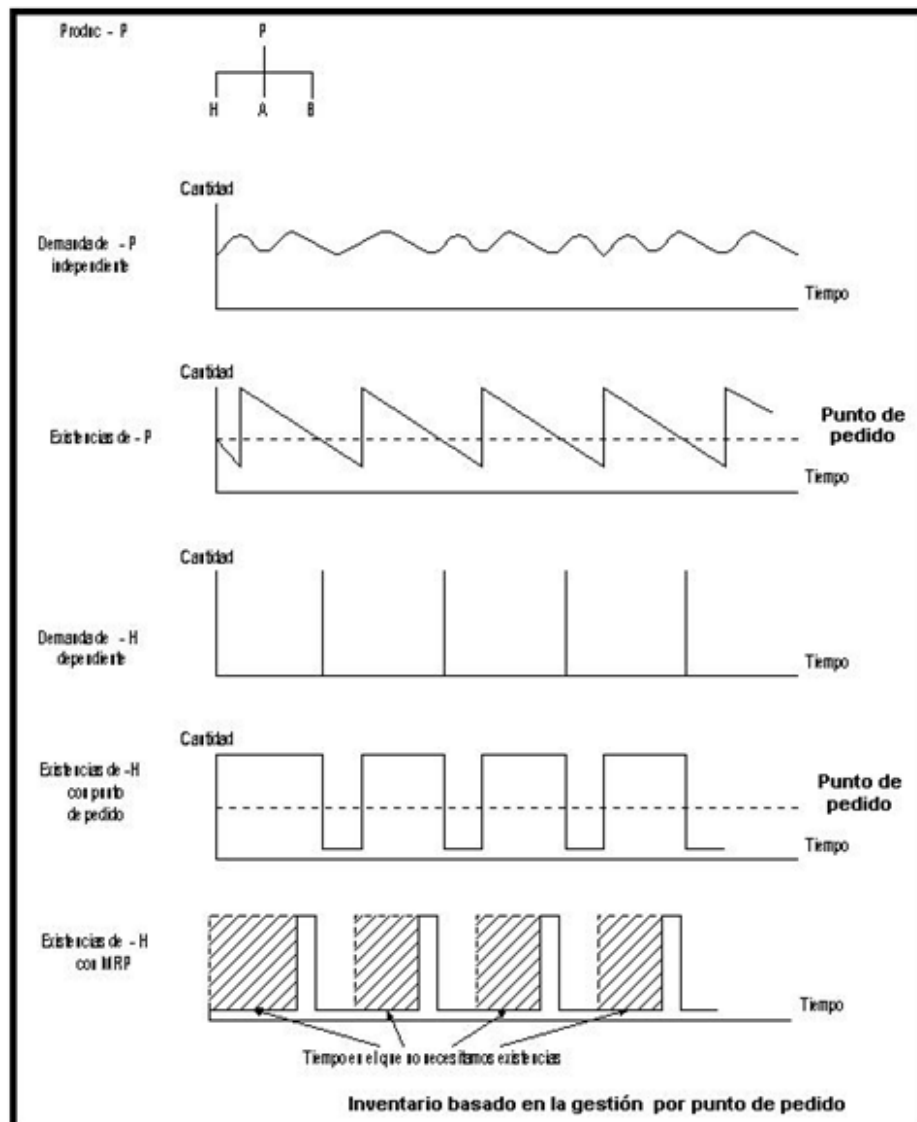 Produc - P
P
H A B
Cantidad
Demanda de - P
independiente
Tiempo
Cantidad
Existencias de - P
Punto de
pedido
Tiempo
Cantidad
Demanda de - H
dependiente
Tiempo
Cantidad
Existencias de -H
con punto
de pedido
Punto de
pedido
Tiempo
Existencias de - H
con MRP
Tiempo
Tiempo en el que no necesitamos existencias
Inventario basado en la gestión por punto de pedido